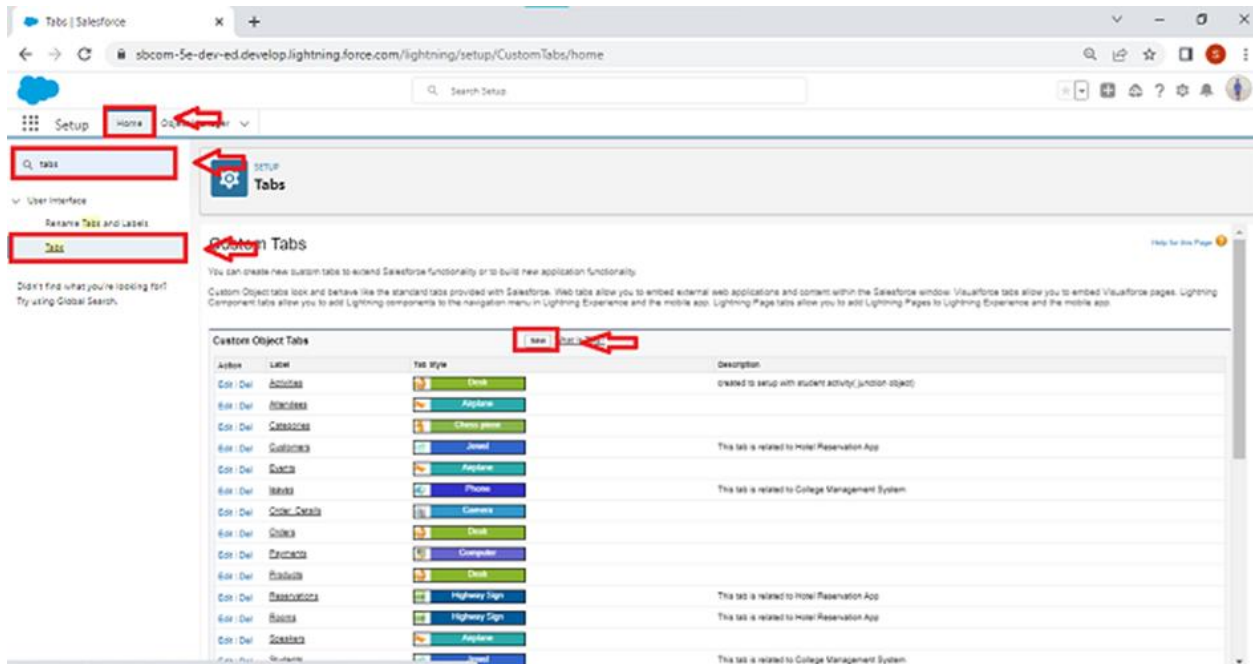 Tabs | Salesforce
sbcom-5e-dev-ed.develop.lightning.force.com/lightning/setup/CustomTabs/home
S
Search Setup
Setup Home Object Manager
tabs
User Interface
Rename Tabs and Labels
Tabs
Didn't find what you're looking for?
Try using Global Search.
SETUP
Tabs
Custom Tabs
Help for this Page
You can create new custom tabs to extend Salesforce functionality or to build new application functionality.
Custom Object tabs look and behave like the standard tabs provided with Salesforce. Web tabs allow you to embed external web applications and content within the Salesforce window. Visualforce tabs allow you to embed Visualforce pages. Lightning
Component tabs allow you to add Lightning components to the navigation menu in Lightning Experience and the mobile app. Lightning Page tabs allow you to add Lightning Pages to Lightning Experience and the mobile app.
Custom Object Tabs New What Is This?
Action Label Tab Style Description
Edit | Del Activities Desk created to setup with student activity( junction object)
Edit | Del Attendees Airplane
Edit | Del Categories Chess piece
Edit | Del Customers Jewel This tab is related to Hotel Reservation App
Edit | Del Events Airplane
Edit | Del leaves Phone This tab is related to College Management System
Edit | Del Order_Details Camera
Edit | Del Orders Desk
Edit | Del Payments Computer
Edit | Del Products Desk
Edit | Del Reservations Highway Sign This tab is related to Hotel Reservation App
Edit | Del Rooms Highway Sign This tab is related to Hotel Reservation App
Edit | Del Speakers Airplane
Edit | Del Students Jewel This tab is related to College Management System